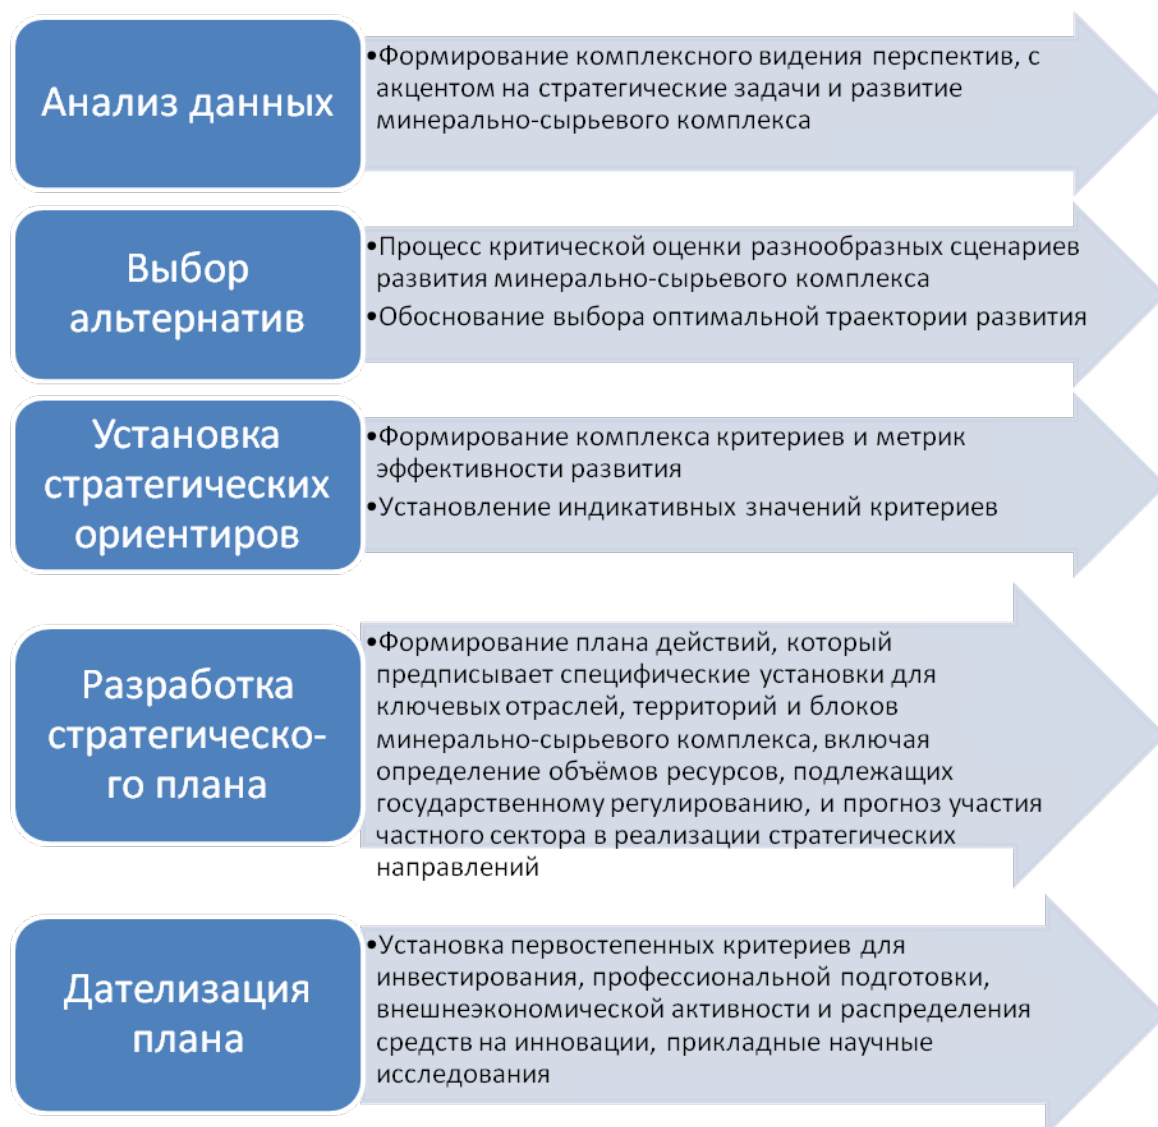 Анализ данных
•Формирование комплексного видения перспектив, с
акцентом на стратегические задачи и развитие
минерально-сырьевого комплекса
Выбор
альтернатив
•Процесс критической оценки разнообразных сценариев
развития минерально-сырьевого комплекса
•Обоснование выбора оптимальной траектории развития
Установка
стратегических
ориентиров
•Формирование комплекса критериев и метрик
эффективности развития
•Установление индикативных значений критериев
Разработка
стратегическо-
го плана
•Формирование плана действий, который
предписывает специфические установки для
ключевых отраслей, территорий и блоков
минерально-сырьевого комплекса, включая
определение объёмов ресурсов, подлежащих
государственному регулированию, и прогноз участия
частного сектора в реализации стратегических
направлений
Дателизация
плана
•Установка первостепенных критериев для
инвестирования, профессиональной подготовки,
внешнеэкономической активности и распределения
средств на инновации, прикладные научные
исследования